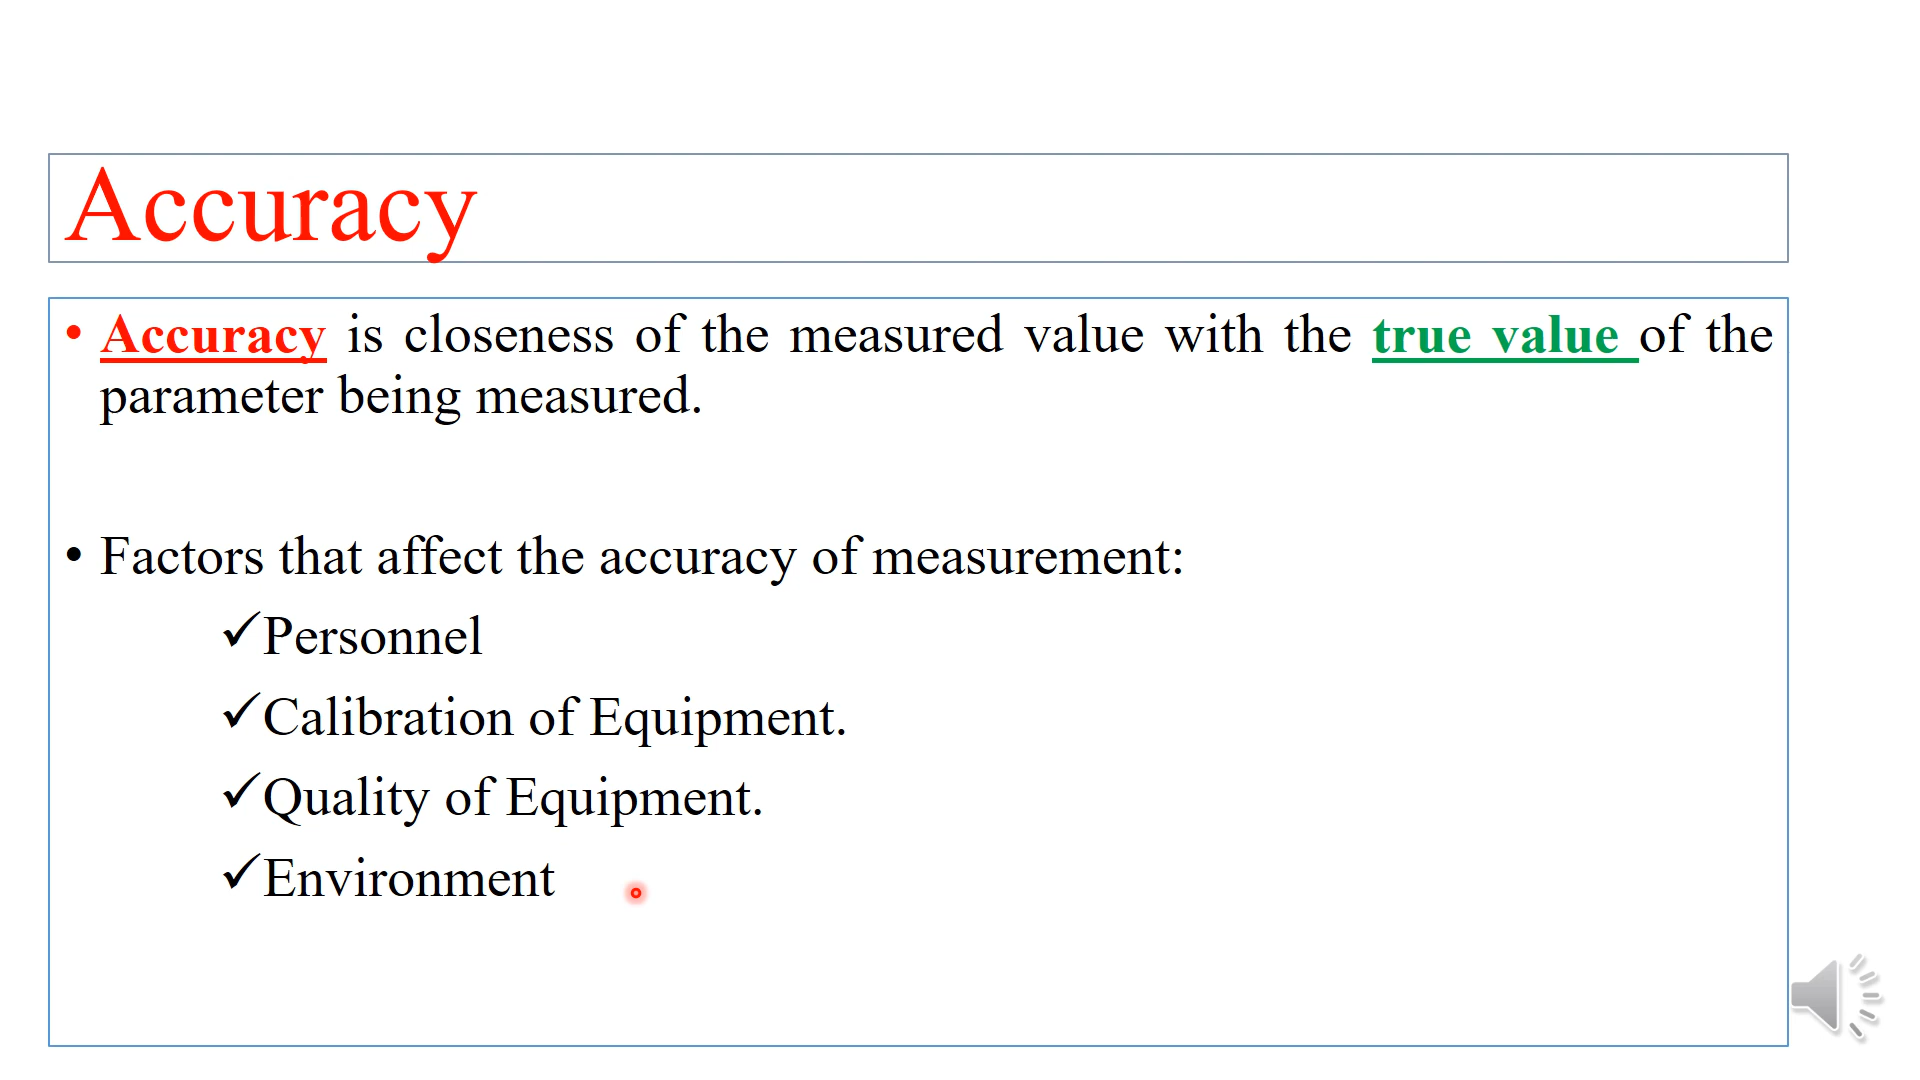 Accuracy
• Accuracy is closeness of the measured value with the true value of the
parameter being measured.
• Factors that affect the accuracy of measurement:
✓Personnel
✓Calibration of Equipment.
✓Quality of Equipment.
✓Environment